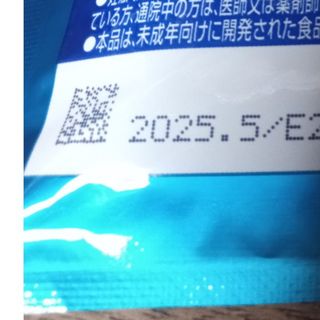 ている方、通院中の方は、医師又は薬剤師
●本品は、未成年向けに開発された食品
2025.5/E2